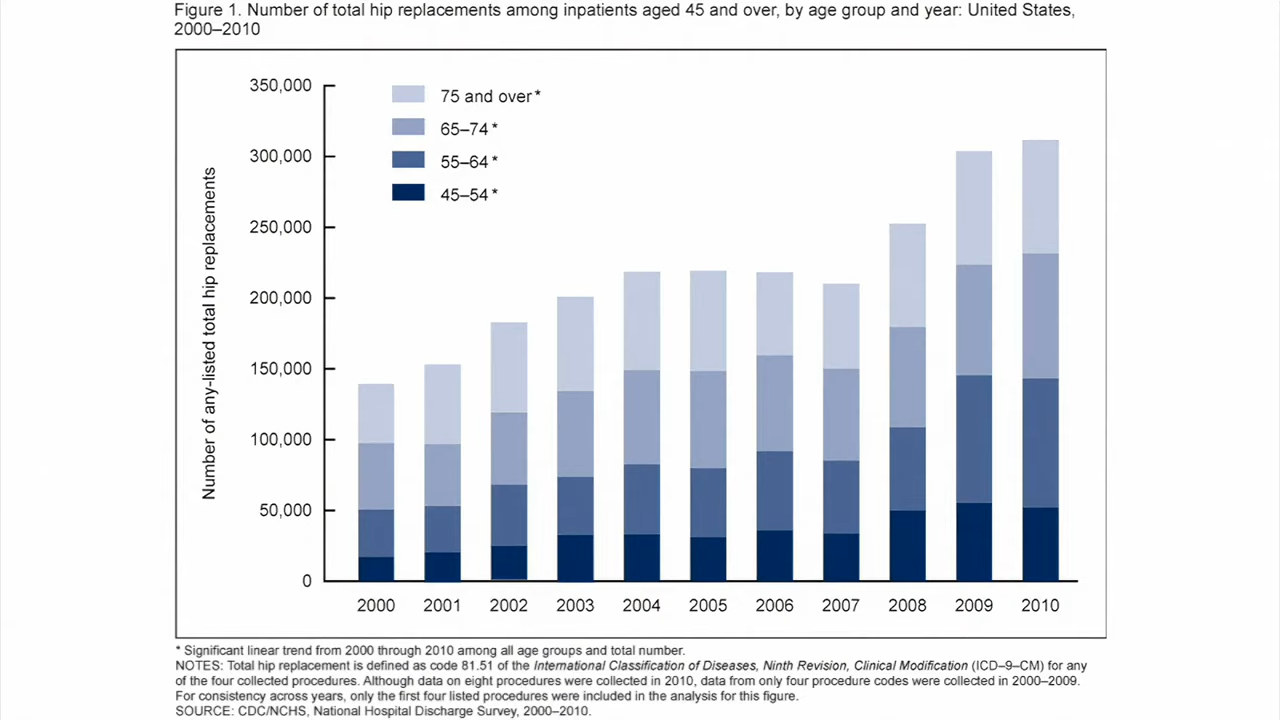 Figure 1. Number of total hip replacements among inpatients aged 45 and over, by age group and year: United States,
2000–2010
350,000
300,000
250,000
200,000
150,000
100,000
50,000
0
Number of any-listed total hip replacements
75 and over*
65–74*
55–64*
45–54*
2000 2001 2002 2003 2004 2005 2006 2007 2008 2009 2010
* Significant linear trend from 2000 through 2010 among all age groups and total number.
NOTES: Total hip replacement is defined as code 81.51 of the International Classification of Diseases, Ninth Revision, Clinical Modification (ICD–9–CM) for any
of the four collected procedures. Although data on eight procedures were collected in 2010, data from only four procedure codes were collected in 2000–2009.
For consistency across years, only the first four listed procedures were included in the analysis for this figure.
SOURCE: CDC/NCHS, National Hospital Discharge Survey, 2000–2010.